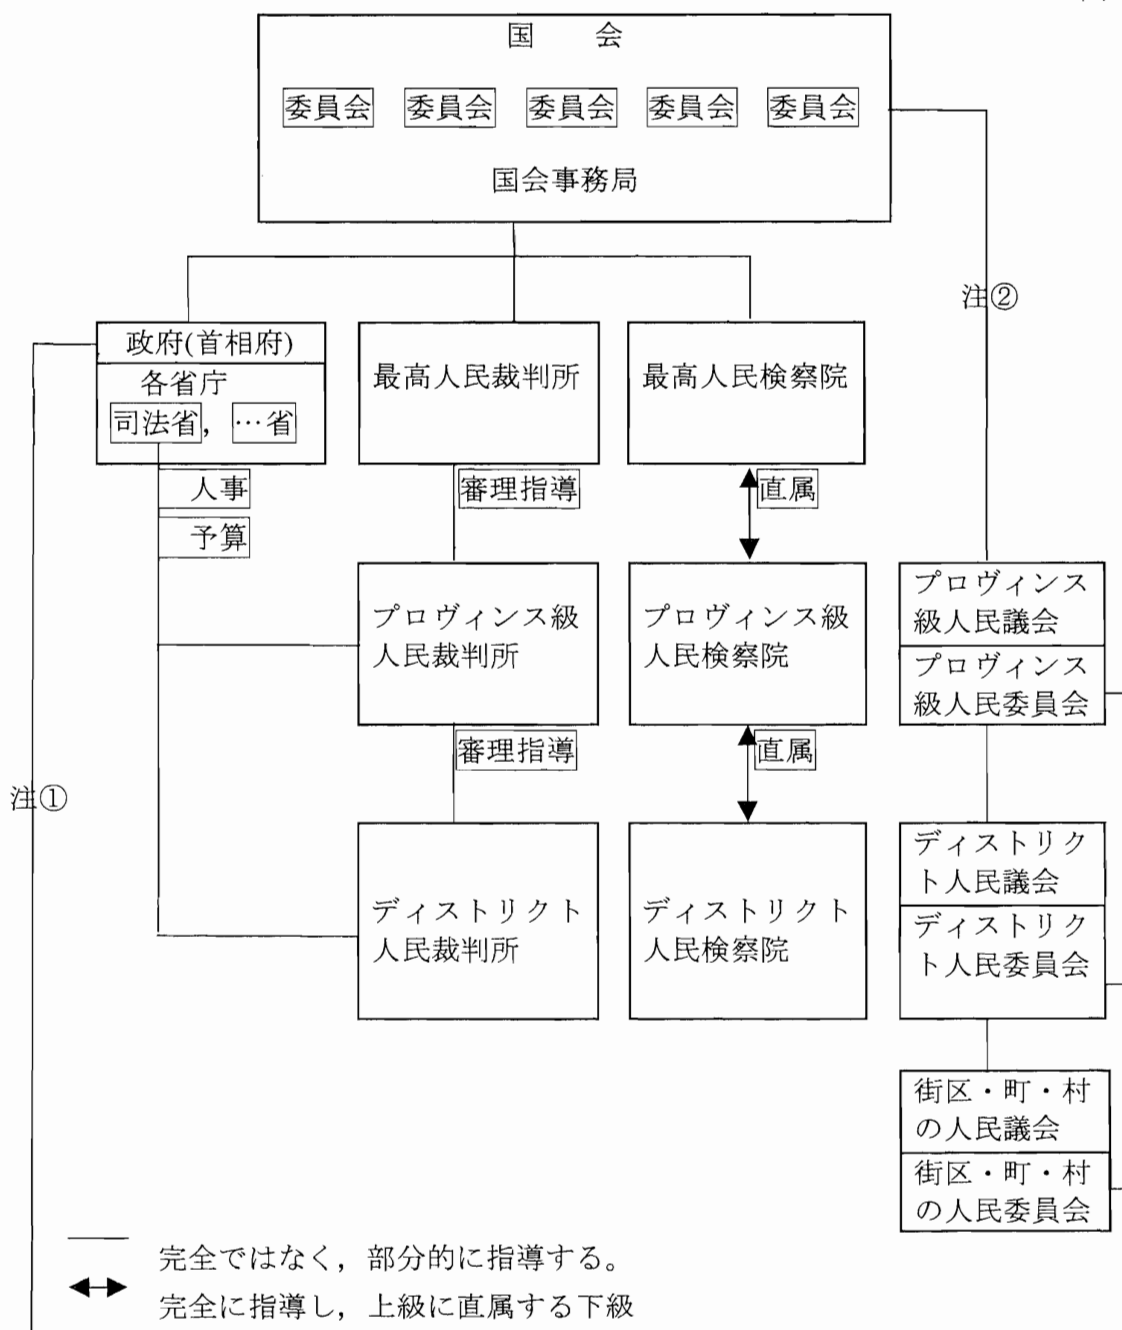 国　会
委員会 委員会 委員会 委員会 委員会
国会事務局
注②
政府(首相府)
各省庁
司法省, …省
最高人民裁判所
最高人民検察院
人事
予算
審理指導
直属
プロヴィンス級
人民裁判所
プロヴィンス級
人民検察院
プロヴィンス
級人民議会
プロヴィンス
級人民委員会
審理指導
直属
注①
ディストリクト
人民裁判所
ディストリクト
人民検察院
ディストリク
ト人民議会
ディストリク
ト人民委員会
街区・町・村
の人民議会
街区・町・村
の人民委員会
完全ではなく，部分的に指導する。
完全に指導し，上級に直属する下級